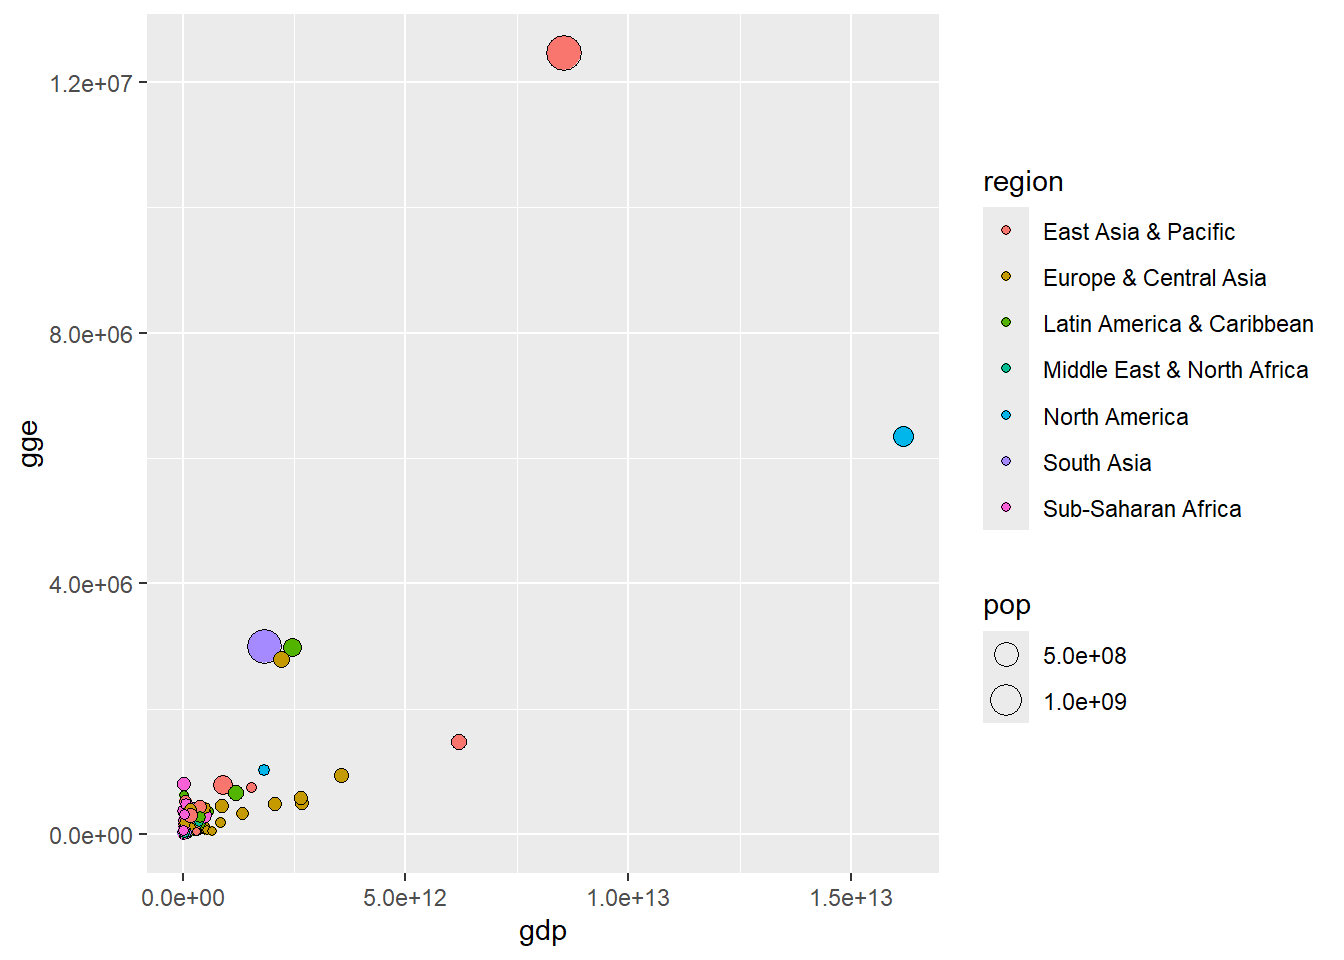 1.2e+07
8.0e+06
4.0e+06
0.0e+00
gge
0.0e+00
5.0e+12
1.0e+13
1.5e+13
gdp
region
East Asia & Pacific
Europe & Central Asia
Latin America & Caribbean
Middle East & North Africa
North America
South Asia
Sub-Saharan Africa
pop
5.0e+08
1.0e+09